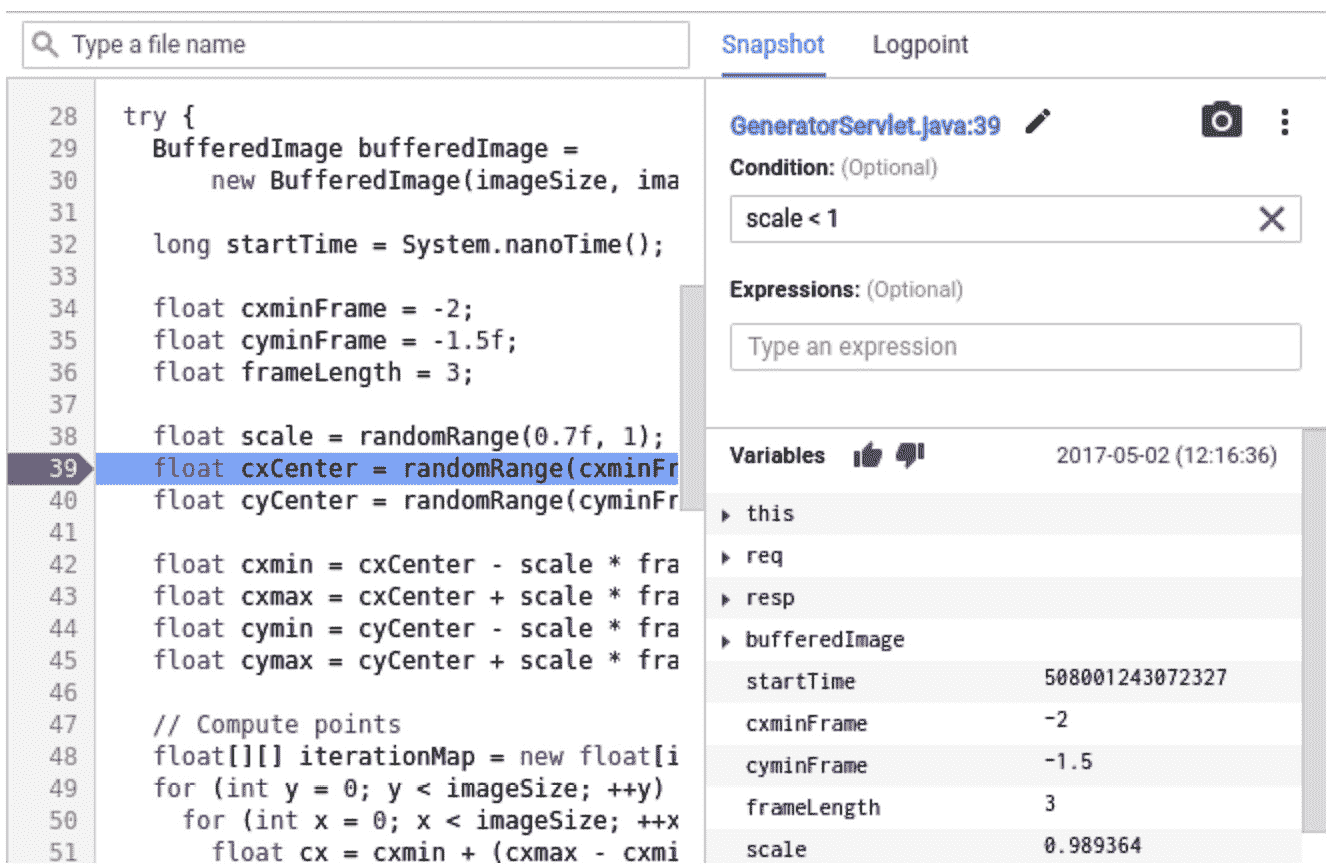 Type a file name
28 try {
29 BufferedImage bufferedImage =
30 new BufferedImage(imageSize, ima
31
32 long startTime = System.nanoTime();
33
34 float cxminFrame = -2;
35 float cyminFrame = -1.5f;
36 float frameLength = 3;
37
38 float scale = randomRange(0.7f, 1);
39 float cxCenter = randomRange(cxminFr
40 float cyCenter = randomRange(cyminFr
41
42 float cxmin = cxCenter - scale * fra
43 float cxmax = cxCenter + scale * fra
44 float cymin = cyCenter - scale * fra
45 float cymax = cyCenter + scale * fra
46
47 // Compute points
48 float[][] iterationMap = new float[i
49 for (int y = 0; y < imageSize; ++y)
50 for (int x = 0; x < imageSize; ++x
51 float cx = cxmin + (cxmax - cxmi
Snapshot Logpoint
GeneratorServlet.java:39
Condition: (Optional)
scale < 1
Expressions: (Optional)
Type an expression
Variables 2017-05-02 (12:16:36)
this
req
resp
bufferedImage
startTime 508001243072327
cxminFrame -2
cyminFrame -1.5
frameLength 3
scale 0.989364